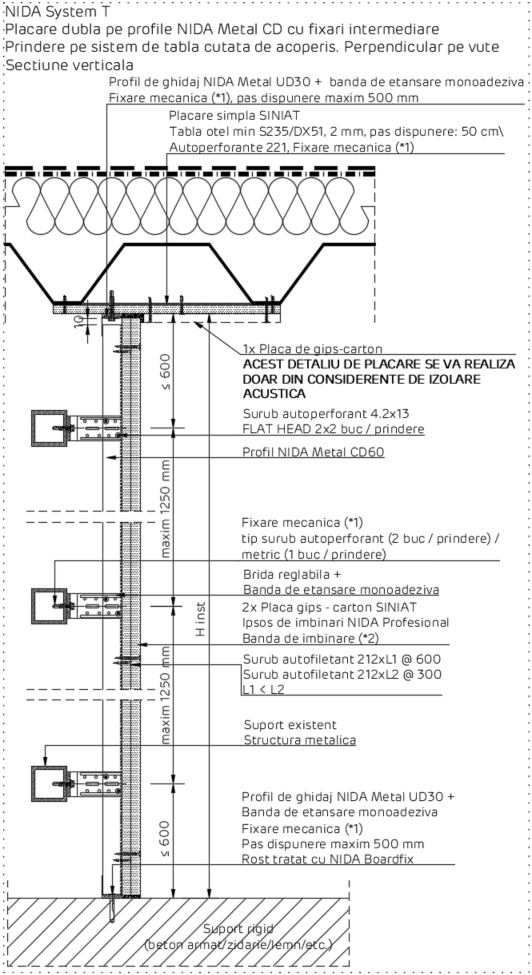 NIDA System T
Placare dubla pe profile NIDA Metal CD cu fixari intermediare
Prindere pe sistem de tabla cutata de acoperis. Perpendicular pe vute
Sectiune verticala
Profil de ghidaj NIDA Metal UD30 + banda de etansare monoadeziva
Fixare mecanica (*1), pas dispunere maxim 500 mm
Placare simpla SINIAT
Tabla otel min S235/DX51, 2 mm, pas dispunere: 50 cm\
Autoperforante 221, Fixare mecanica (*1)
10
≤ 600
1x Placa de gips-carton
ACEST DETALIU DE PLACARE SE VA REALIZA
DOAR DIN CONSIDERENTE DE IZOLARE
ACUSTICA
Surub autoperforant 4.2x13
FLAT HEAD 2x2 buc / prindere
Profil NIDA Metal CD60
maxim 1250 mm
Fixare mecanica (*1)
tip surub autoperforant (2 buc / prindere) /
metric (1 buc / prindere)
Brida reglabila +
Banda de etansare monoadeziva
2x Placa gips - carton SINIAT
Ipsos de imbinari NIDA Profesional
Banda de imbinare (*2)
H inst
Surub autofiletant 212xL1 @ 600
Surub autofiletant 212xL2 @ 300
L1 < L2
maxim 1250 mm
Suport existent
Structura metalica
≤ 600
Profil de ghidaj NIDA Metal UD30 +
Banda de etansare monoadeziva
Fixare mecanica (*1)
Pas dispunere maxim 500 mm
Rost tratat cu NIDA Boardfix
Suport rigid
(beton armat/zidarie/lemn/etc.)